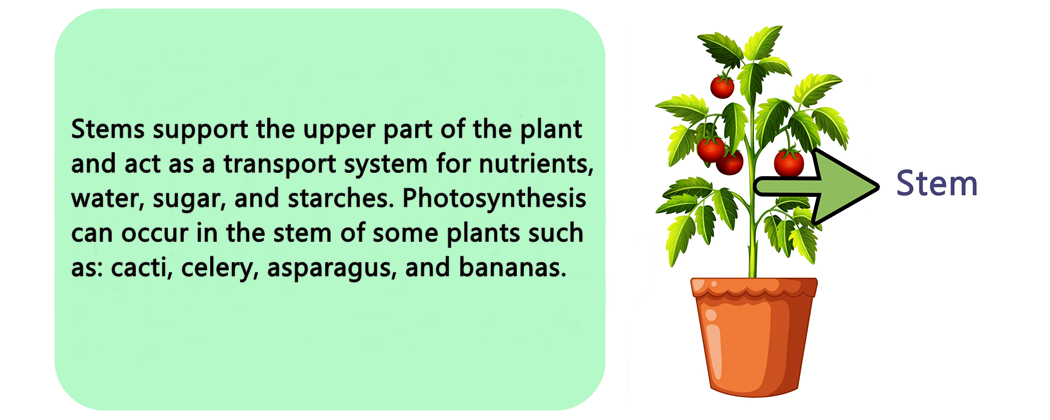 Stems support the upper part of the plant
and act as a transport system for nutrients,
water, sugar, and starches. Photosynthesis
can occur in the stem of some plants such
as: cacti, celery, asparagus, and bananas.
Stem